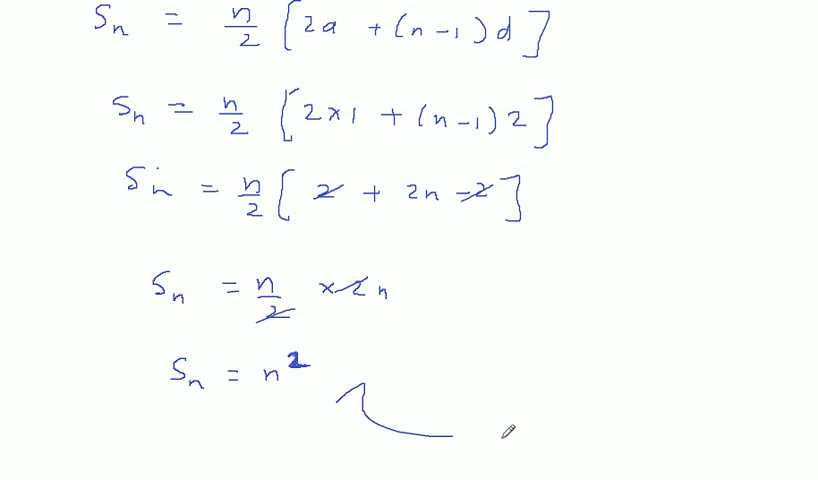 Sn = n/2 [2a + (n-1)d]
Sn = n/2 [2×1 + (n-1)2]
Sn = n/2 [2 + 2n -2]
Sn = n/2 ×2n
Sn = n²